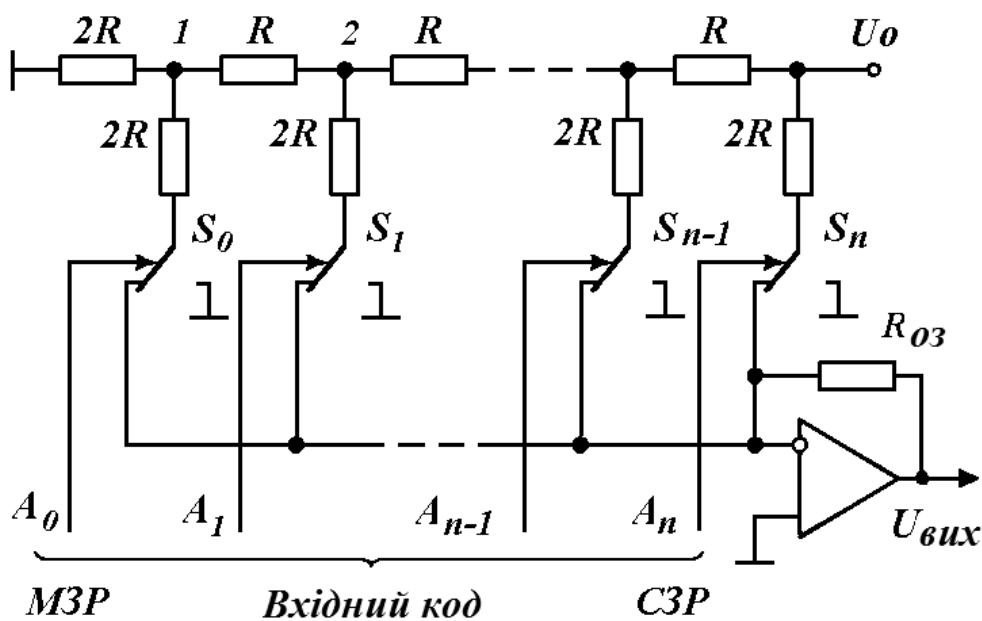 2R 1 R 2 R R Uo
2R 2R 2R 2R
S0 S1 Sn-1 Sn
Rоз
A0 A1 An-1 An Uвих
МЗР Вхідний код СЗР